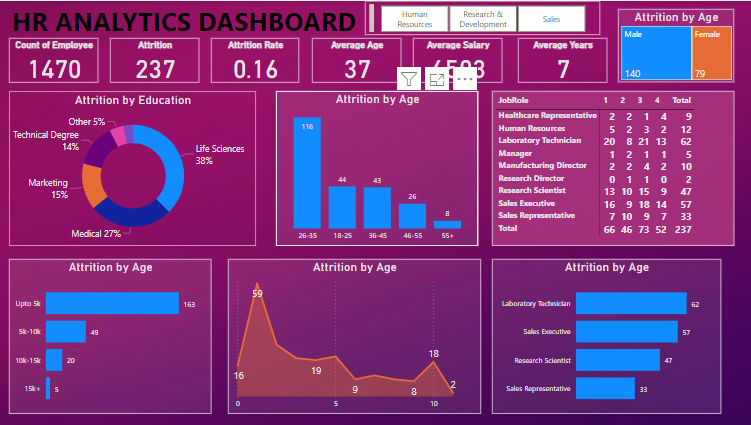 HR ANALYTICS DASHBOARD
Human
Resources
Research &
Development
Sales
Count of Employee
1470
Attrition
237
Attrition Rate
0.16
Average Age
37
Average Salary
Average Years
7
Attrition by Age
Male
Female
140
79
Attrition by Education
Other 5%
Technical Degree
14%
Marketing
15%
Medical 27%
Life Sciences
38%
Attrition by Age
116
44
43
26
8
26-35 18-25 36-45 46-55 55+
JobRole 1 2 3 4 Total
Healthcare Representative 2 2 1 4 9
Human Resources 5 2 3 2 12
Laboratory Technician 20 8 21 13 62
Manager 1 2 1 1 5
Manufacturing Director 2 2 4 2 10
Research Director 0 1 1 0 2
Research Scientist 13 10 15 9 47
Sales Executive 16 9 18 14 57
Sales Representative 7 10 9 7 33
Total 66 46 73 52 237
Attrition by Age
Upto 5k 163
5k-10k 49
10k-15k 20
15k+ 5
Attrition by Age
59
16
19
9
8
18
2
0 5 10
Attrition by Age
Laboratory Technician 62
Sales Executive 57
Research Scientist 47
Sales Representative 33